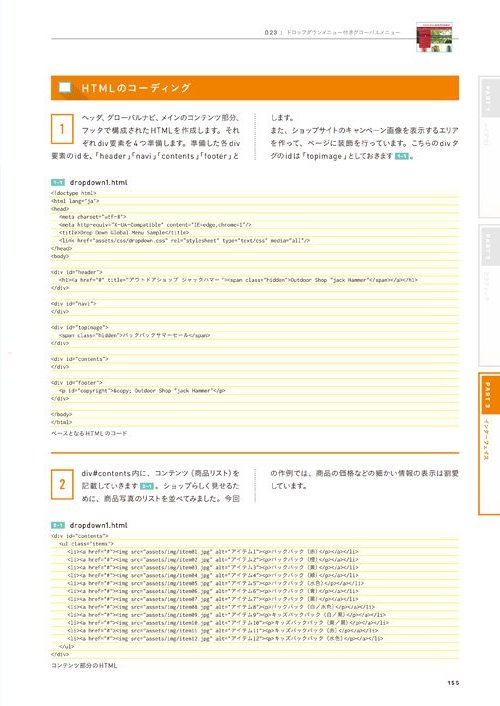 023 | ドロップダウンメニュー付きグローバルメニュー
HTMLのコーディング
1
ヘッダ、グローバルナビ、メインのコンテンツ部分、
フッタで構成されたHTMLを作成します。それ
ぞれdiv要素を4つ準備します。準備した各div
要素のidを、「header」「navi」「contents」「footer」と
します。
また、ショップサイトのキャンペーン画像を表示するエリア
を作って、ページに装飾を行っています。こちらのdivタ
グのidは「topimage」としておきます 1-1 。
1-1 dropdown1.html
<!doctype html>
<html lang="ja">
<head>
<meta charset="utf-8">
<meta http-equiv="X-UA-Compatible" content="IE=edge,chrome=1"/>
<title>Drop Down Global Menu Sample</title>
<link href="assets/css/dropdown.css" rel="stylesheet" type="text/css" media="all"/>
</head>
<body>
<div id="header">
<h1><a href="#" title="アウトドアショップ ジャックハマー"><span class="hidden">Outdoor Shop "jack Hammer"</span></a></h1>
</div>
<div id="navi">
</div>
<div id="topimage">
<span class="hidden">バックパックサマーセール</span>
</div>
<div id="contents">
</div>
<div id="footer">
<p id="copyright">&copy; Outdoor Shop "jack Hammer"</p>
</div>
</body>
</html>
ベースとなるHTMLのコード
2
div#contents内に、コンテンツ（商品リスト）を
記載していきます 2-1 。ショップらしく見せるた
めに、商品写真のリストを並べてみました。今回
の作例では、商品の価格などの細かい情報の表示は割愛
しています。
2-1 dropdown1.html
<div id="contents">
<ul class="items">
<li><a href="#"><img src="assets/img/item01.jpg" alt="アイテム1"><p>バックパック（赤）</p></a></li>
<li><a href="#"><img src="assets/img/item02.jpg" alt="アイテム2"><p>バックパック（橙）</p></a></li>
<li><a href="#"><img src="assets/img/item03.jpg" alt="アイテム3"><p>バックパック（黄）</p></a></li>
<li><a href="#"><img src="assets/img/item04.jpg" alt="アイテム4"><p>バックパック（緑）</p></a></li>
<li><a href="#"><img src="assets/img/item05.jpg" alt="アイテム5"><p>バックパック（水色）</p></a></li>
<li><a href="#"><img src="assets/img/item06.jpg" alt="アイテム6"><p>バックパック（青）</p></a></li>
<li><a href="#"><img src="assets/img/item07.jpg" alt="アイテム7"><p>バックパック（黒）</p></a></li>
<li><a href="#"><img src="assets/img/item08.jpg" alt="アイテム8"><p>バックパック（白／水色）</p></a></li>
<li><a href="#"><img src="assets/img/item09.jpg" alt="アイテム9"><p>キッズバックパック（白／黒）</p></a></li>
<li><a href="#"><img src="assets/img/item10.jpg" alt="アイテム10"><p>キッズバックパック（黄／黒）</p></a></li>
<li><a href="#"><img src="assets/img/item11.jpg" alt="アイテム11"><p>キッズバックパック（赤）</p></a></li>
<li><a href="#"><img src="assets/img/item12.jpg" alt="アイテム12"><p>キッズバックパック（水色）</p></a></li>
</ul>
</div>
コンテンツ部分のHTML
PART 1
PART 2
PART 3
インターフェイス
155